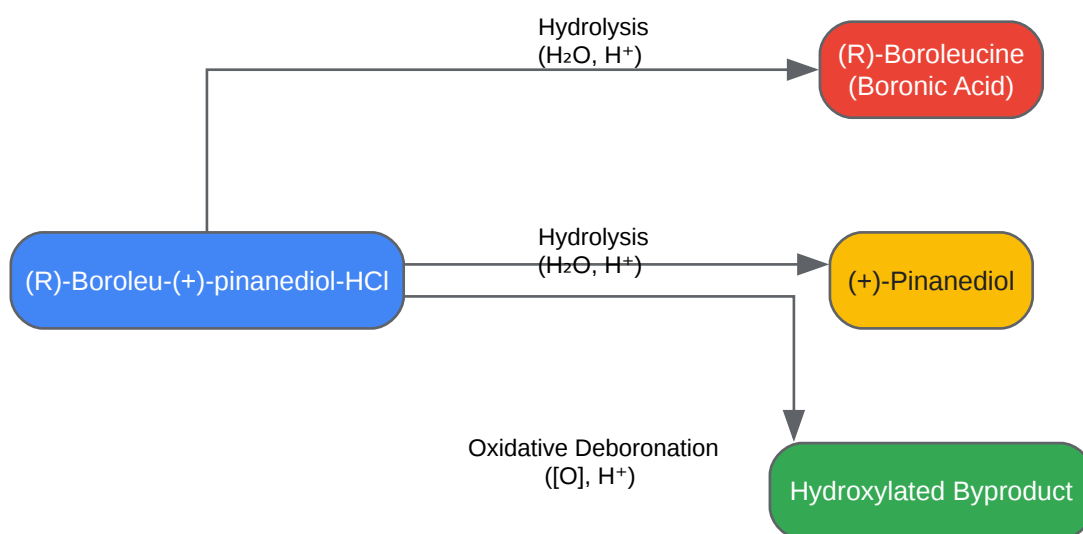 Hydrolysis
(H₂O, H⁺)
(R)-Boroleucine
(Boronic Acid)
(R)-Boroleu-(+)-pinanediol-HCl
Hydrolysis
(H₂O, H⁺)
(+)-Pinanediol
Oxidative Deboronation
([O], H⁺)
Hydroxylated Byproduct